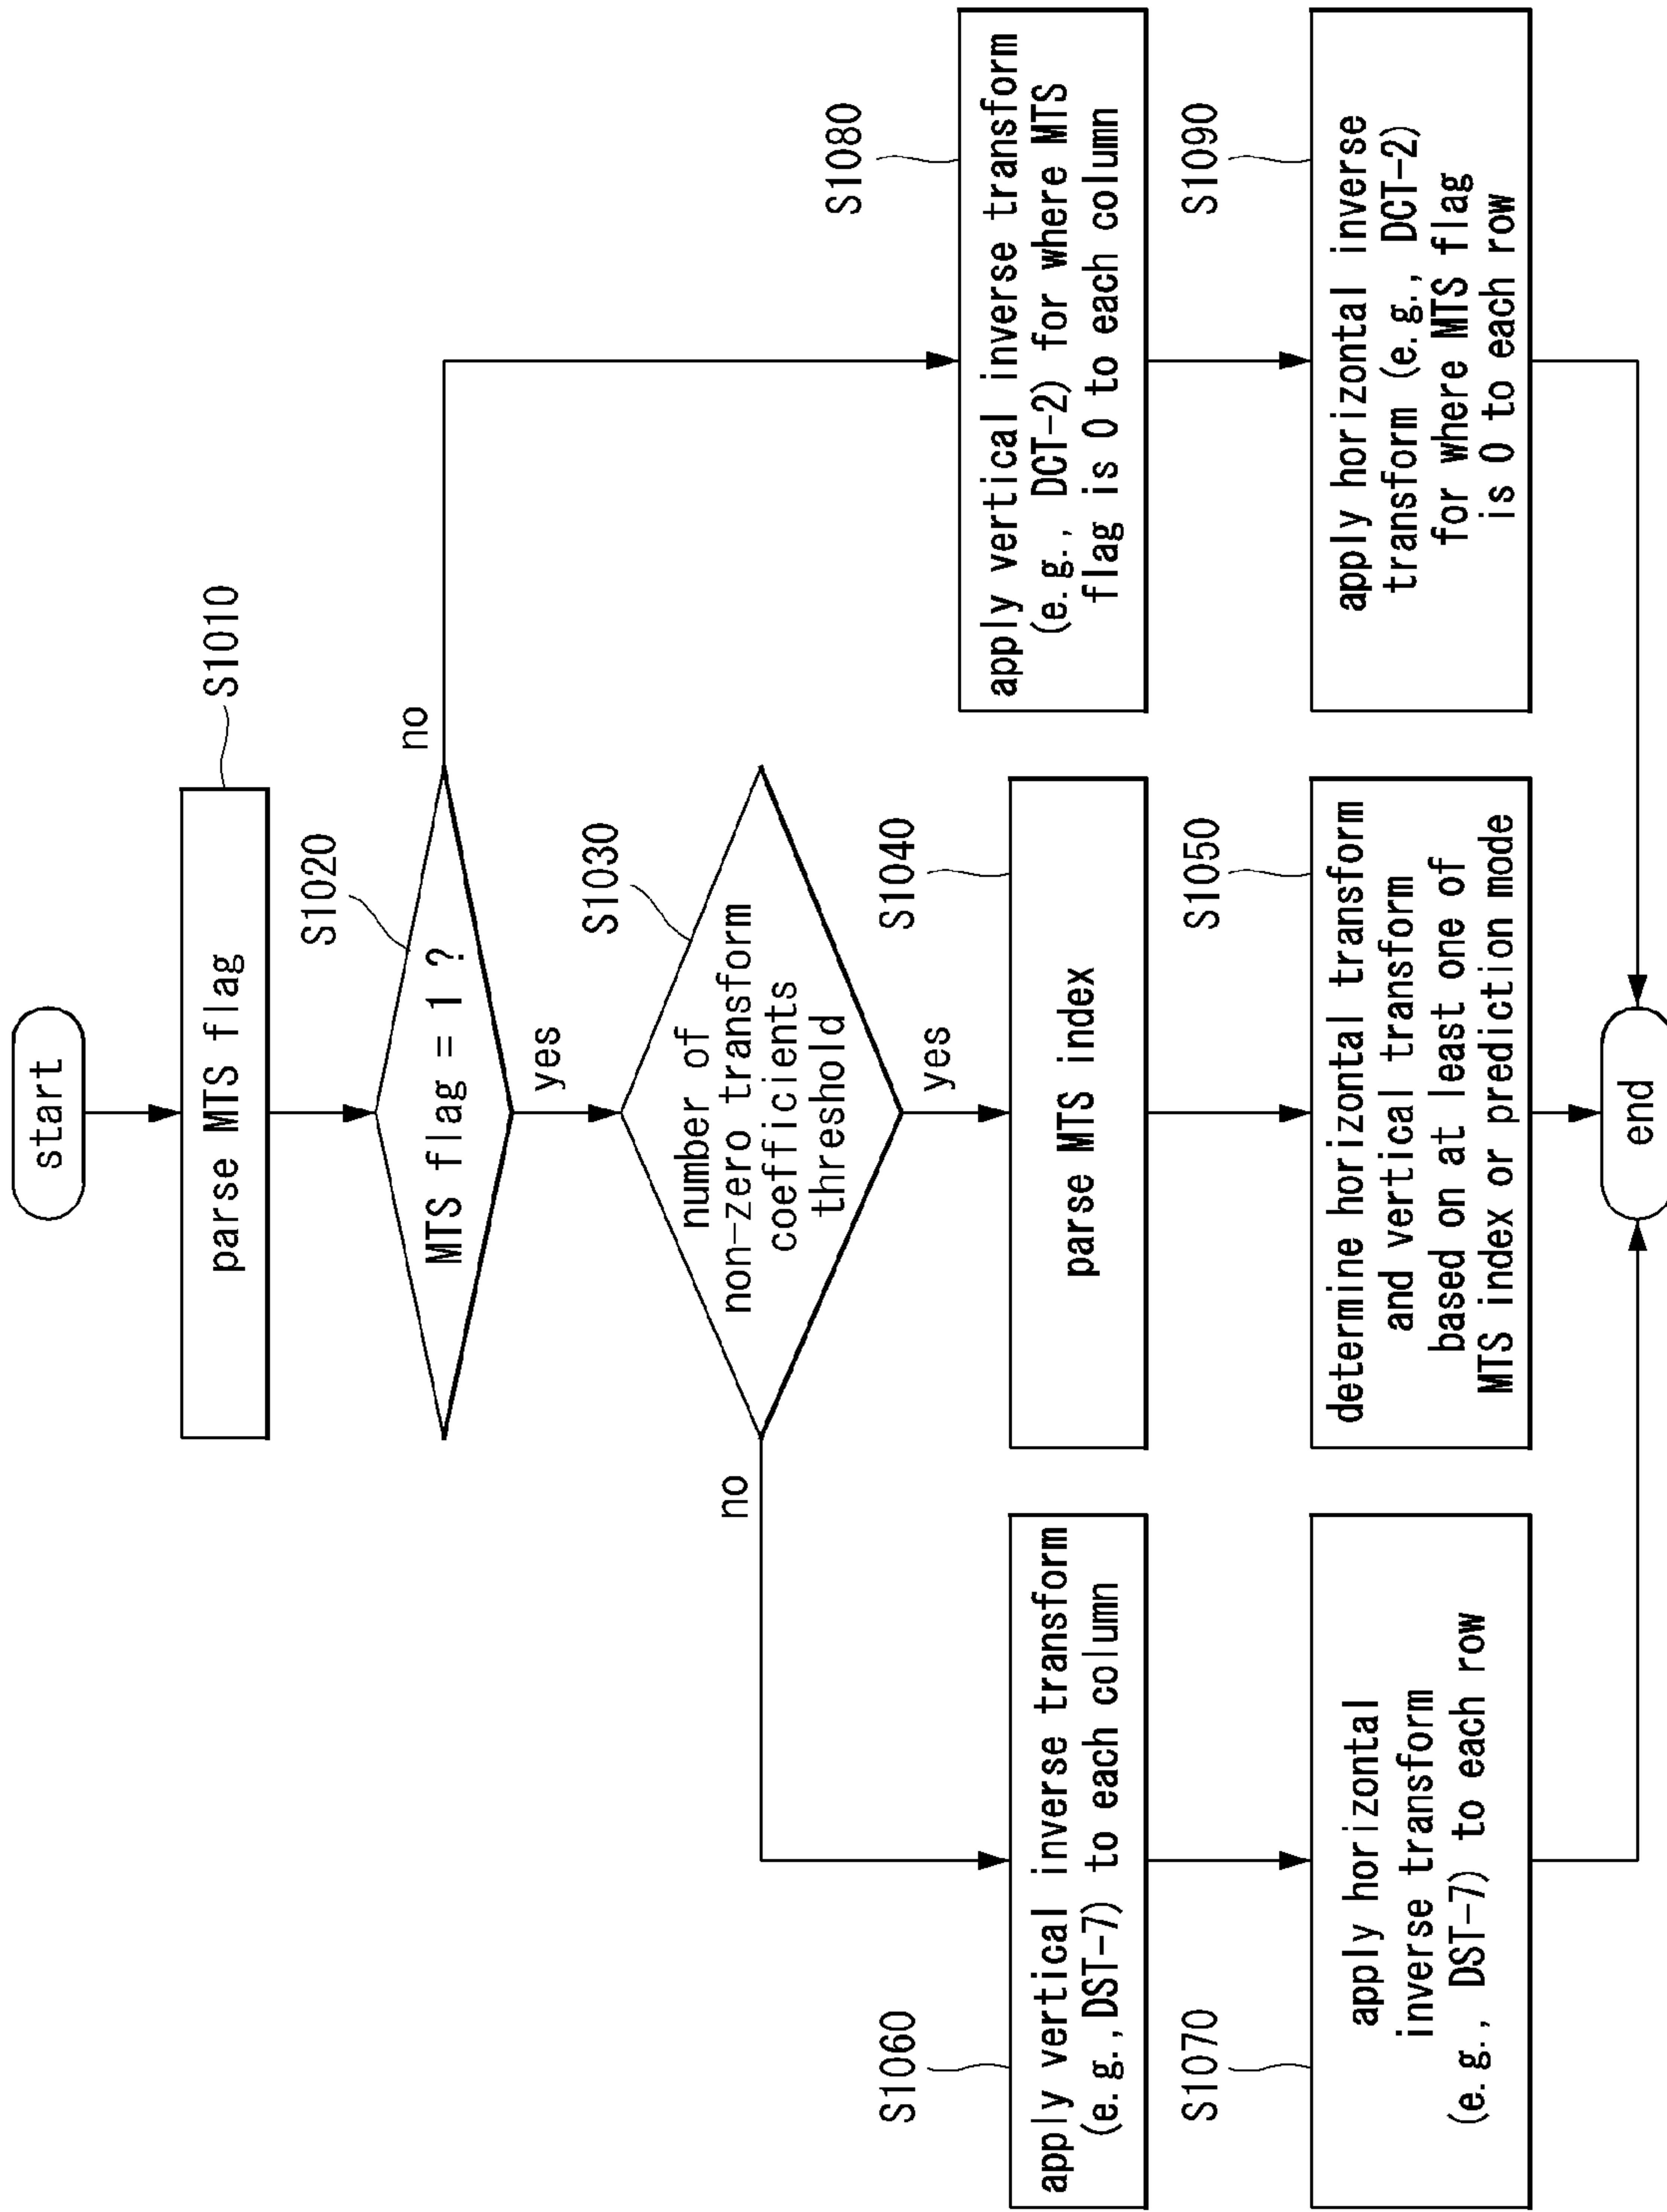 start
parse MTS flag
S1010
MTS flag = 1 ?
S1020
no
yes
number of
non-zero transform
coefficients
threshold
S1030
no
yes
apply vertical inverse transform
(e.g.,DST-7) to each column
S1060
parse MTS index
S1040
apply vertical inverse transform
(e.g., DCT-2) for where MTS
flag is 0 to each column
S1080
apply horizontal
inverse transform
(e.g., DST-7) to each row
S1070
determine horizontal transform
and vertical transform
based on at least one of
MTS index or prediction mode
S1050
apply horizontal inverse
transform (e.g., DCT-2)
for where MTS flag
is 0 to each row
S1090
end